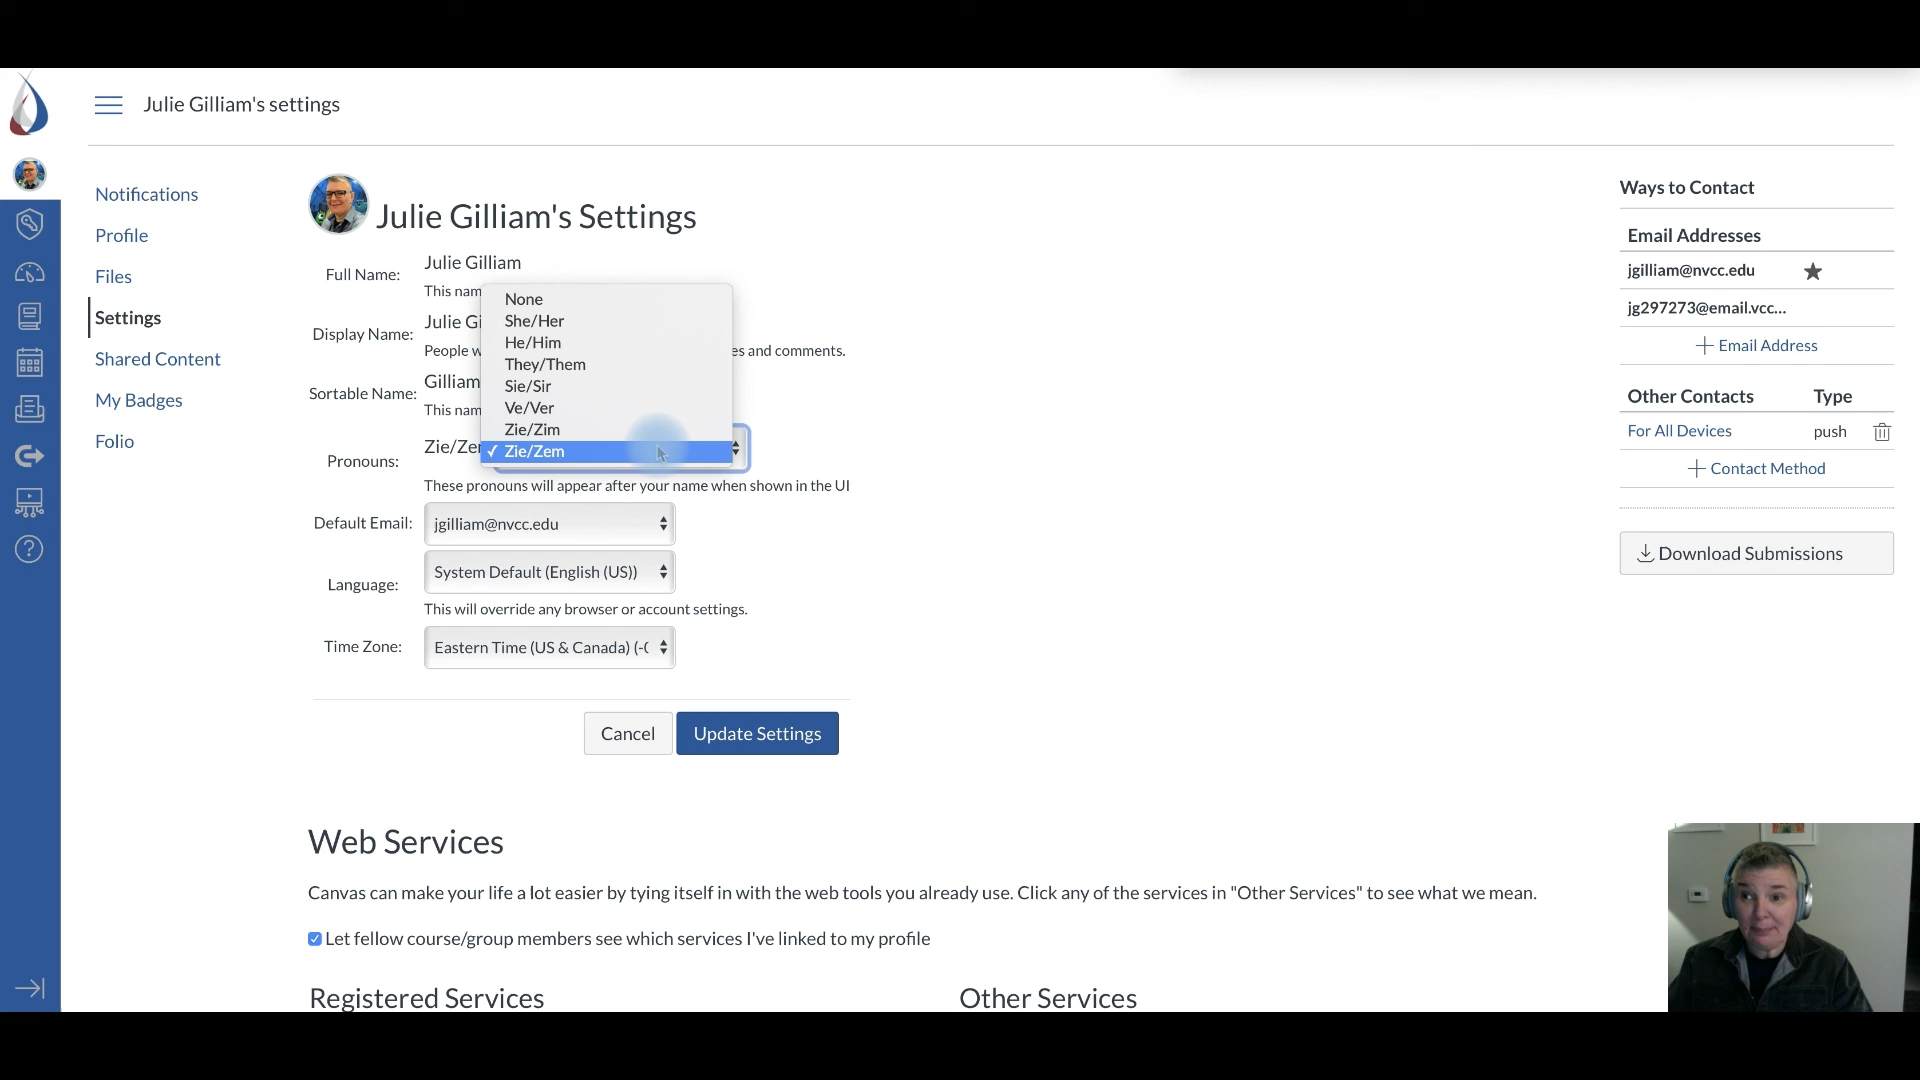 Julie Gilliam's settings
Notifications
Profile
Files
Settings
Shared Content
My Badges
Folio
Julie Gilliam's Settings
Full Name:
Julie Gilliam
This nam
Display Name:
Julie Gi
People w
es and comments.
Sortable Name:
Gilliam
This nam
None
She/Her
He/Him
They/Them
Sie/Sir
Ve/Ver
Zie/Zim
✓ Zie/Zem
Pronouns:
Zie/Ze
These pronouns will appear after your name when shown in the UI
Default Email:
jgilliam@nvcc.edu
Language:
System Default (English (US))
This will override any browser or account settings.
Time Zone:
Eastern Time (US & Canada) (-0
Cancel
Update Settings
Web Services
Canvas can make your life a lot easier by tying itself in with the web tools you already use. Click any of the services in "Other Services" to see what we mean.
Let fellow course/group members see which services I've linked to my profile
Registered Services
Other Services
Ways to Contact
Email Addresses
jgilliam@nvcc.edu
jg297273@email.vcc...
+ Email Address
Other Contacts Type
For All Devices push
+ Contact Method
Download Submissions